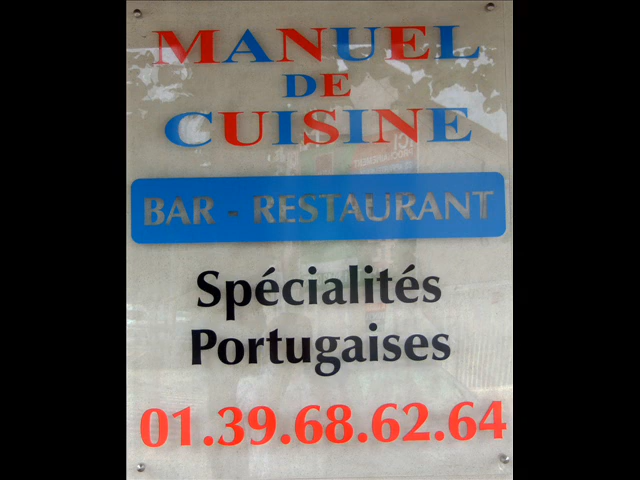 MANUEL
DE
CUISINE
BAR - RESTAURANT
Spécialités
Portugaises
01.39.68.62.64